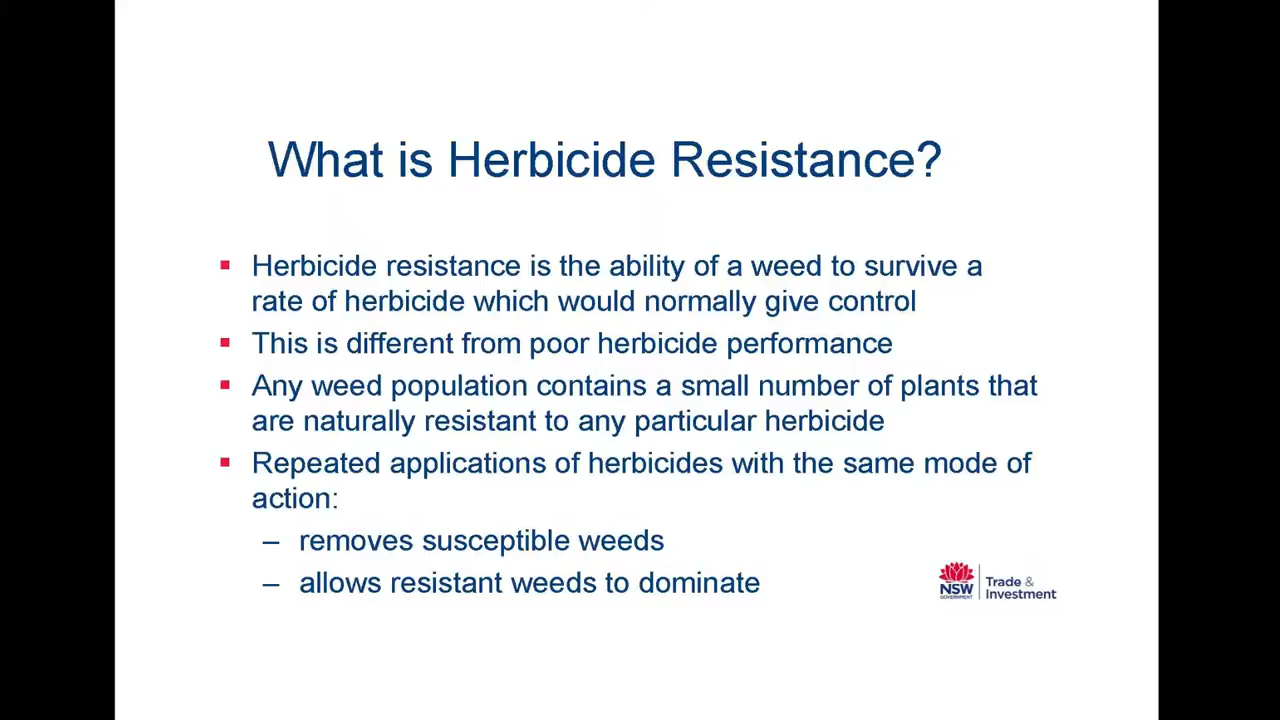 What is Herbicide Resistance?
Herbicide resistance is the ability of a weed to survive a
rate of herbicide which would normally give control
This is different from poor herbicide performance
Any weed population contains a small number of plants that
are naturally resistant to any particular herbicide
Repeated applications of herbicides with the same mode of
action:
– removes susceptible weeds
– allows resistant weeds to dominate
NSW
GOVERNMENT
Trade &
Investment